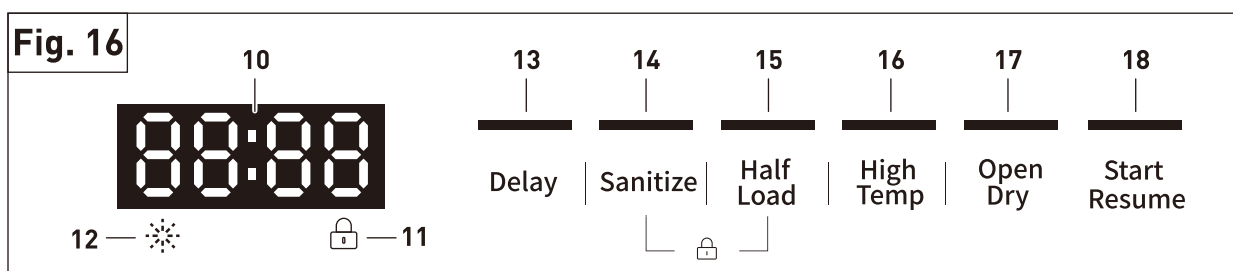 Fig. 16
10
88:88
12
11
13
14
15
16
17
18
Delay
Sanitize
Half
Load
High
Temp
Open
Dry
Start
Resume